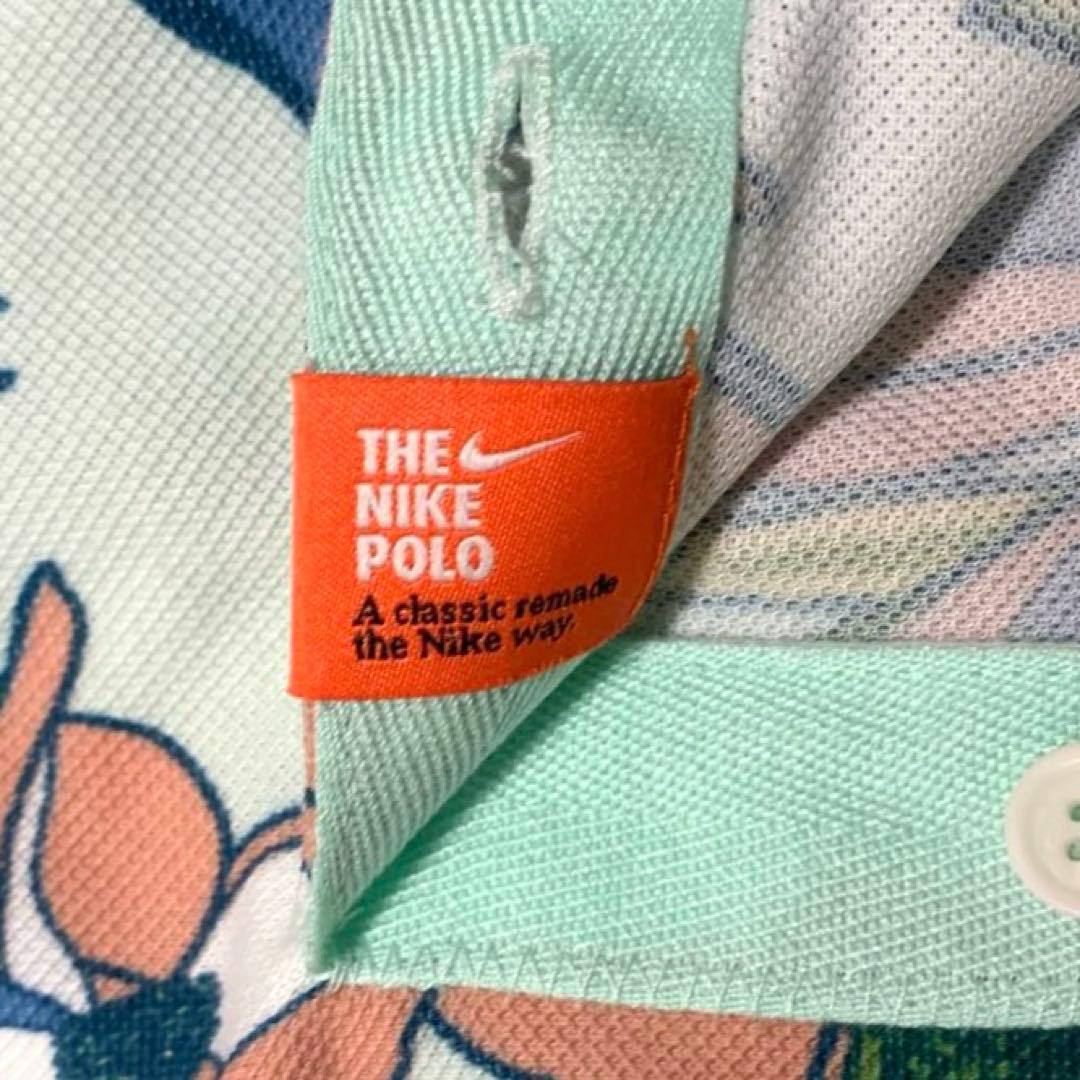 THE
NIKE
POLO
A classic remade
the Nike way.